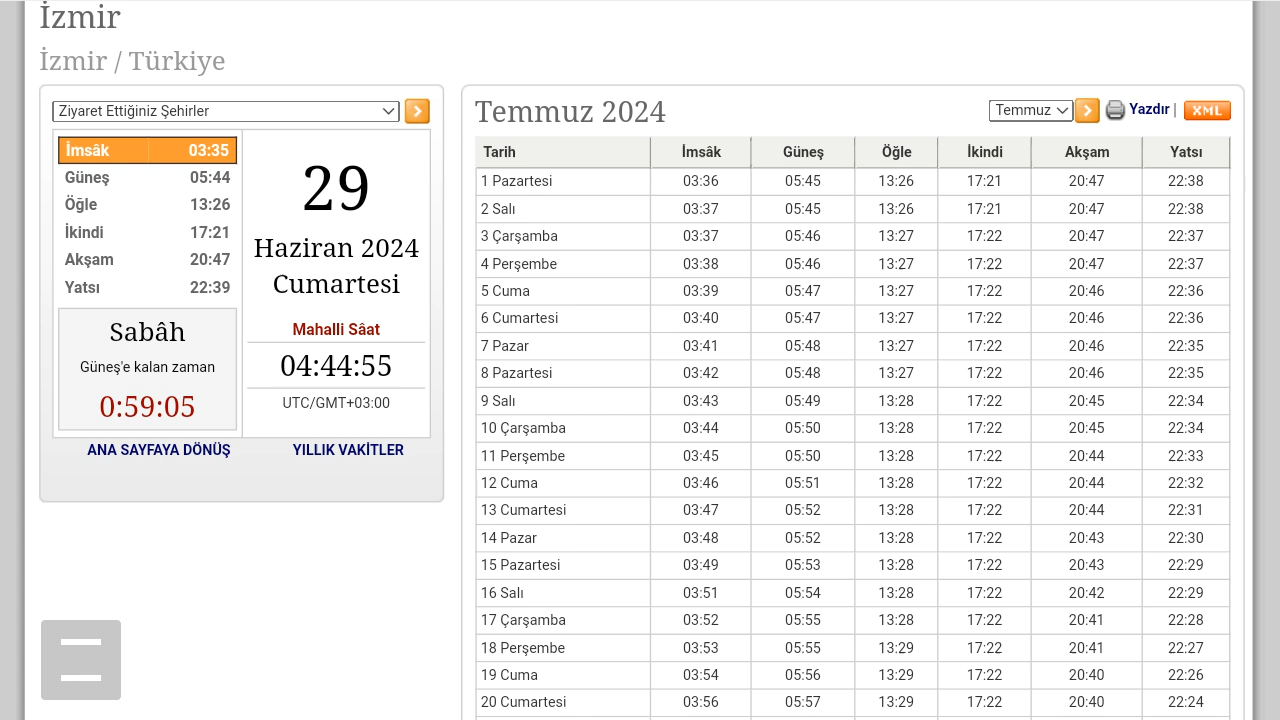 İzmir
İzmir / Türkiye
Ziyaret Ettiğiniz Şehirler
İmsâk 03:35
Güneş 05:44
Öğle 13:26
İkindi 17:21
Akşam 20:47
Yatsı 22:39
Sabâh
Güneş'e kalan zaman
0:59:05
29
Haziran 2024
Cumartesi
Mahalli Sâat
04:44:55
UTC/GMT+03:00
ANA SAYFAYA DÖNÜŞ YILLIK VAKİTLER
Temmuz 2024 Temmuz Yazdır | XML
Tarih İmsâk Güneş Öğle İkindi Akşam Yatsı
1 Pazartesi 03:36 05:45 13:26 17:21 20:47 22:38
2 Salı 03:37 05:45 13:26 17:21 20:47 22:38
3 Çarşamba 03:37 05:46 13:27 17:22 20:47 22:37
4 Perşembe 03:38 05:46 13:27 17:22 20:47 22:37
5 Cuma 03:39 05:47 13:27 17:22 20:46 22:36
6 Cumartesi 03:40 05:47 13:27 17:22 20:46 22:36
7 Pazar 03:41 05:48 13:27 17:22 20:46 22:35
8 Pazartesi 03:42 05:48 13:27 17:22 20:46 22:35
9 Salı 03:43 05:49 13:28 17:22 20:45 22:34
10 Çarşamba 03:44 05:50 13:28 17:22 20:45 22:34
11 Perşembe 03:45 05:50 13:28 17:22 20:44 22:33
12 Cuma 03:46 05:51 13:28 17:22 20:44 22:32
13 Cumartesi 03:47 05:52 13:28 17:22 20:44 22:31
14 Pazar 03:48 05:52 13:28 17:22 20:43 22:30
15 Pazartesi 03:49 05:53 13:28 17:22 20:43 22:29
16 Salı 03:51 05:54 13:28 17:22 20:42 22:29
17 Çarşamba 03:52 05:55 13:28 17:22 20:41 22:28
18 Perşembe 03:53 05:55 13:29 17:22 20:41 22:27
19 Cuma 03:54 05:56 13:29 17:22 20:40 22:26
20 Cumartesi 03:56 05:57 13:29 17:22 20:40 22:24